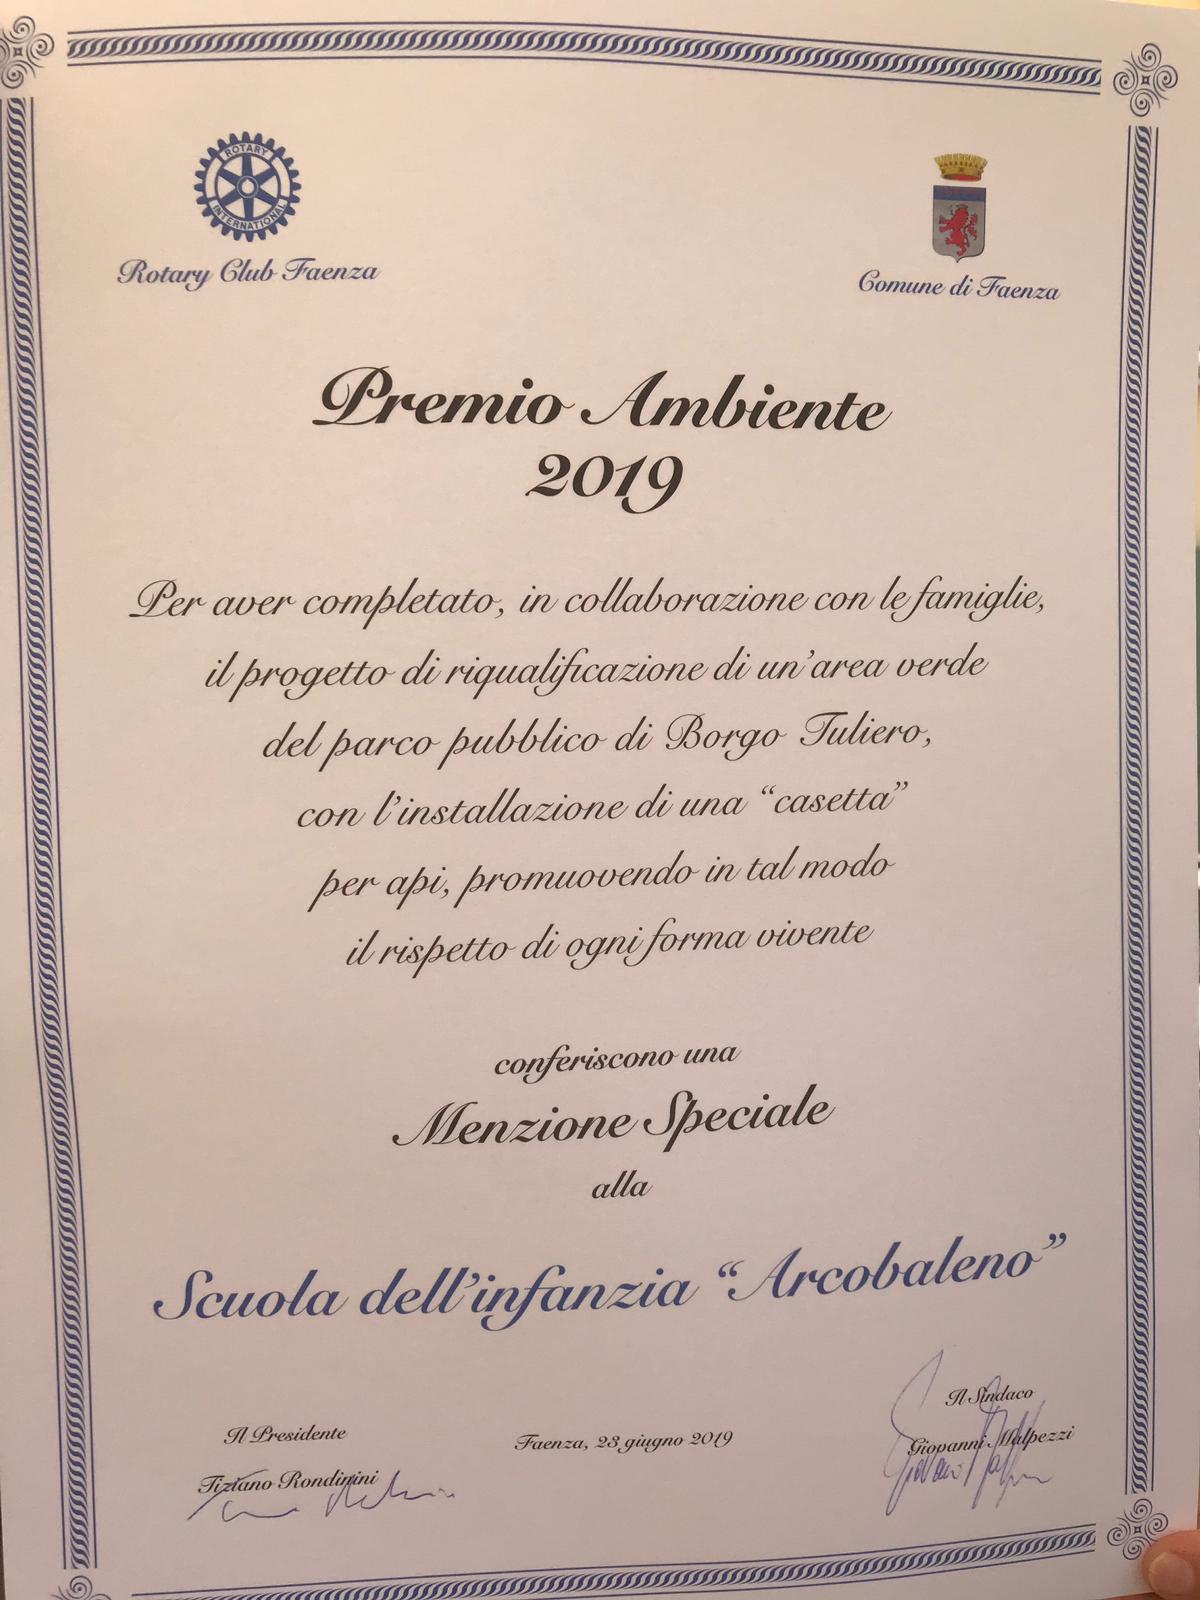 ROTARY
INTERNATIONAL
Rotary Club Faenza
Comune di Faenza
Premio Ambiente
2019
Per aver completato, in collaborazione con le famiglie,
il progetto di riqualificazione di un'area verde
del parco pubblico di Borgo Tuliero,
con l'installazione di una “casetta”
per api, promuovendo in tal modo
il rispetto di ogni forma vivente
conferiscono una
Menzione Speciale
alla
Scuola dell'infanzia “Arcobaleno”
Il Presidente
Tiziano Rondinini
Faenza, 23 giugno 2019
Il Sindaco
Giovanni Malpezzi